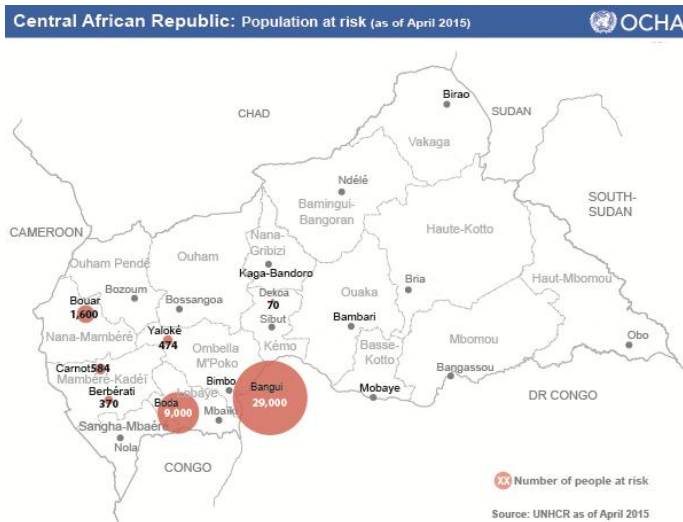 Central African Republic: Population at risk (as of April 2015)
OCHA
Birao
SUDAN
CHAD
Vakaga
Ndélé
Bamingui-
Bangoran
SOUTH-
SUDAN
CAMEROON
Nana-
Gribizi
Haute-Kotto
Ouham Pendé
Ouham
Kaga-Bandoro
Haut-Mbomou
Bozoum
Bouar
1,600
Bossangoa
Dekoa
70
Ouaka
Bria
Nana-Mambéré
Yaloké
474
Sibut
Bambari
Ombella
M'Poko
Kémo
Basse-
Kotto
Mbomou
Obo
Carnot 584
Mambéré-Kadéï
Bangassou
Berbérati
370
Bimbo
Bangui
29,000
Mobaye
Lobaye
Boda
9,000
Mbaïki
DR CONGO
Sangha-Mbaéré
Nola
CONGO
XX Number of people at risk
Source: UNHCR as of April 2015